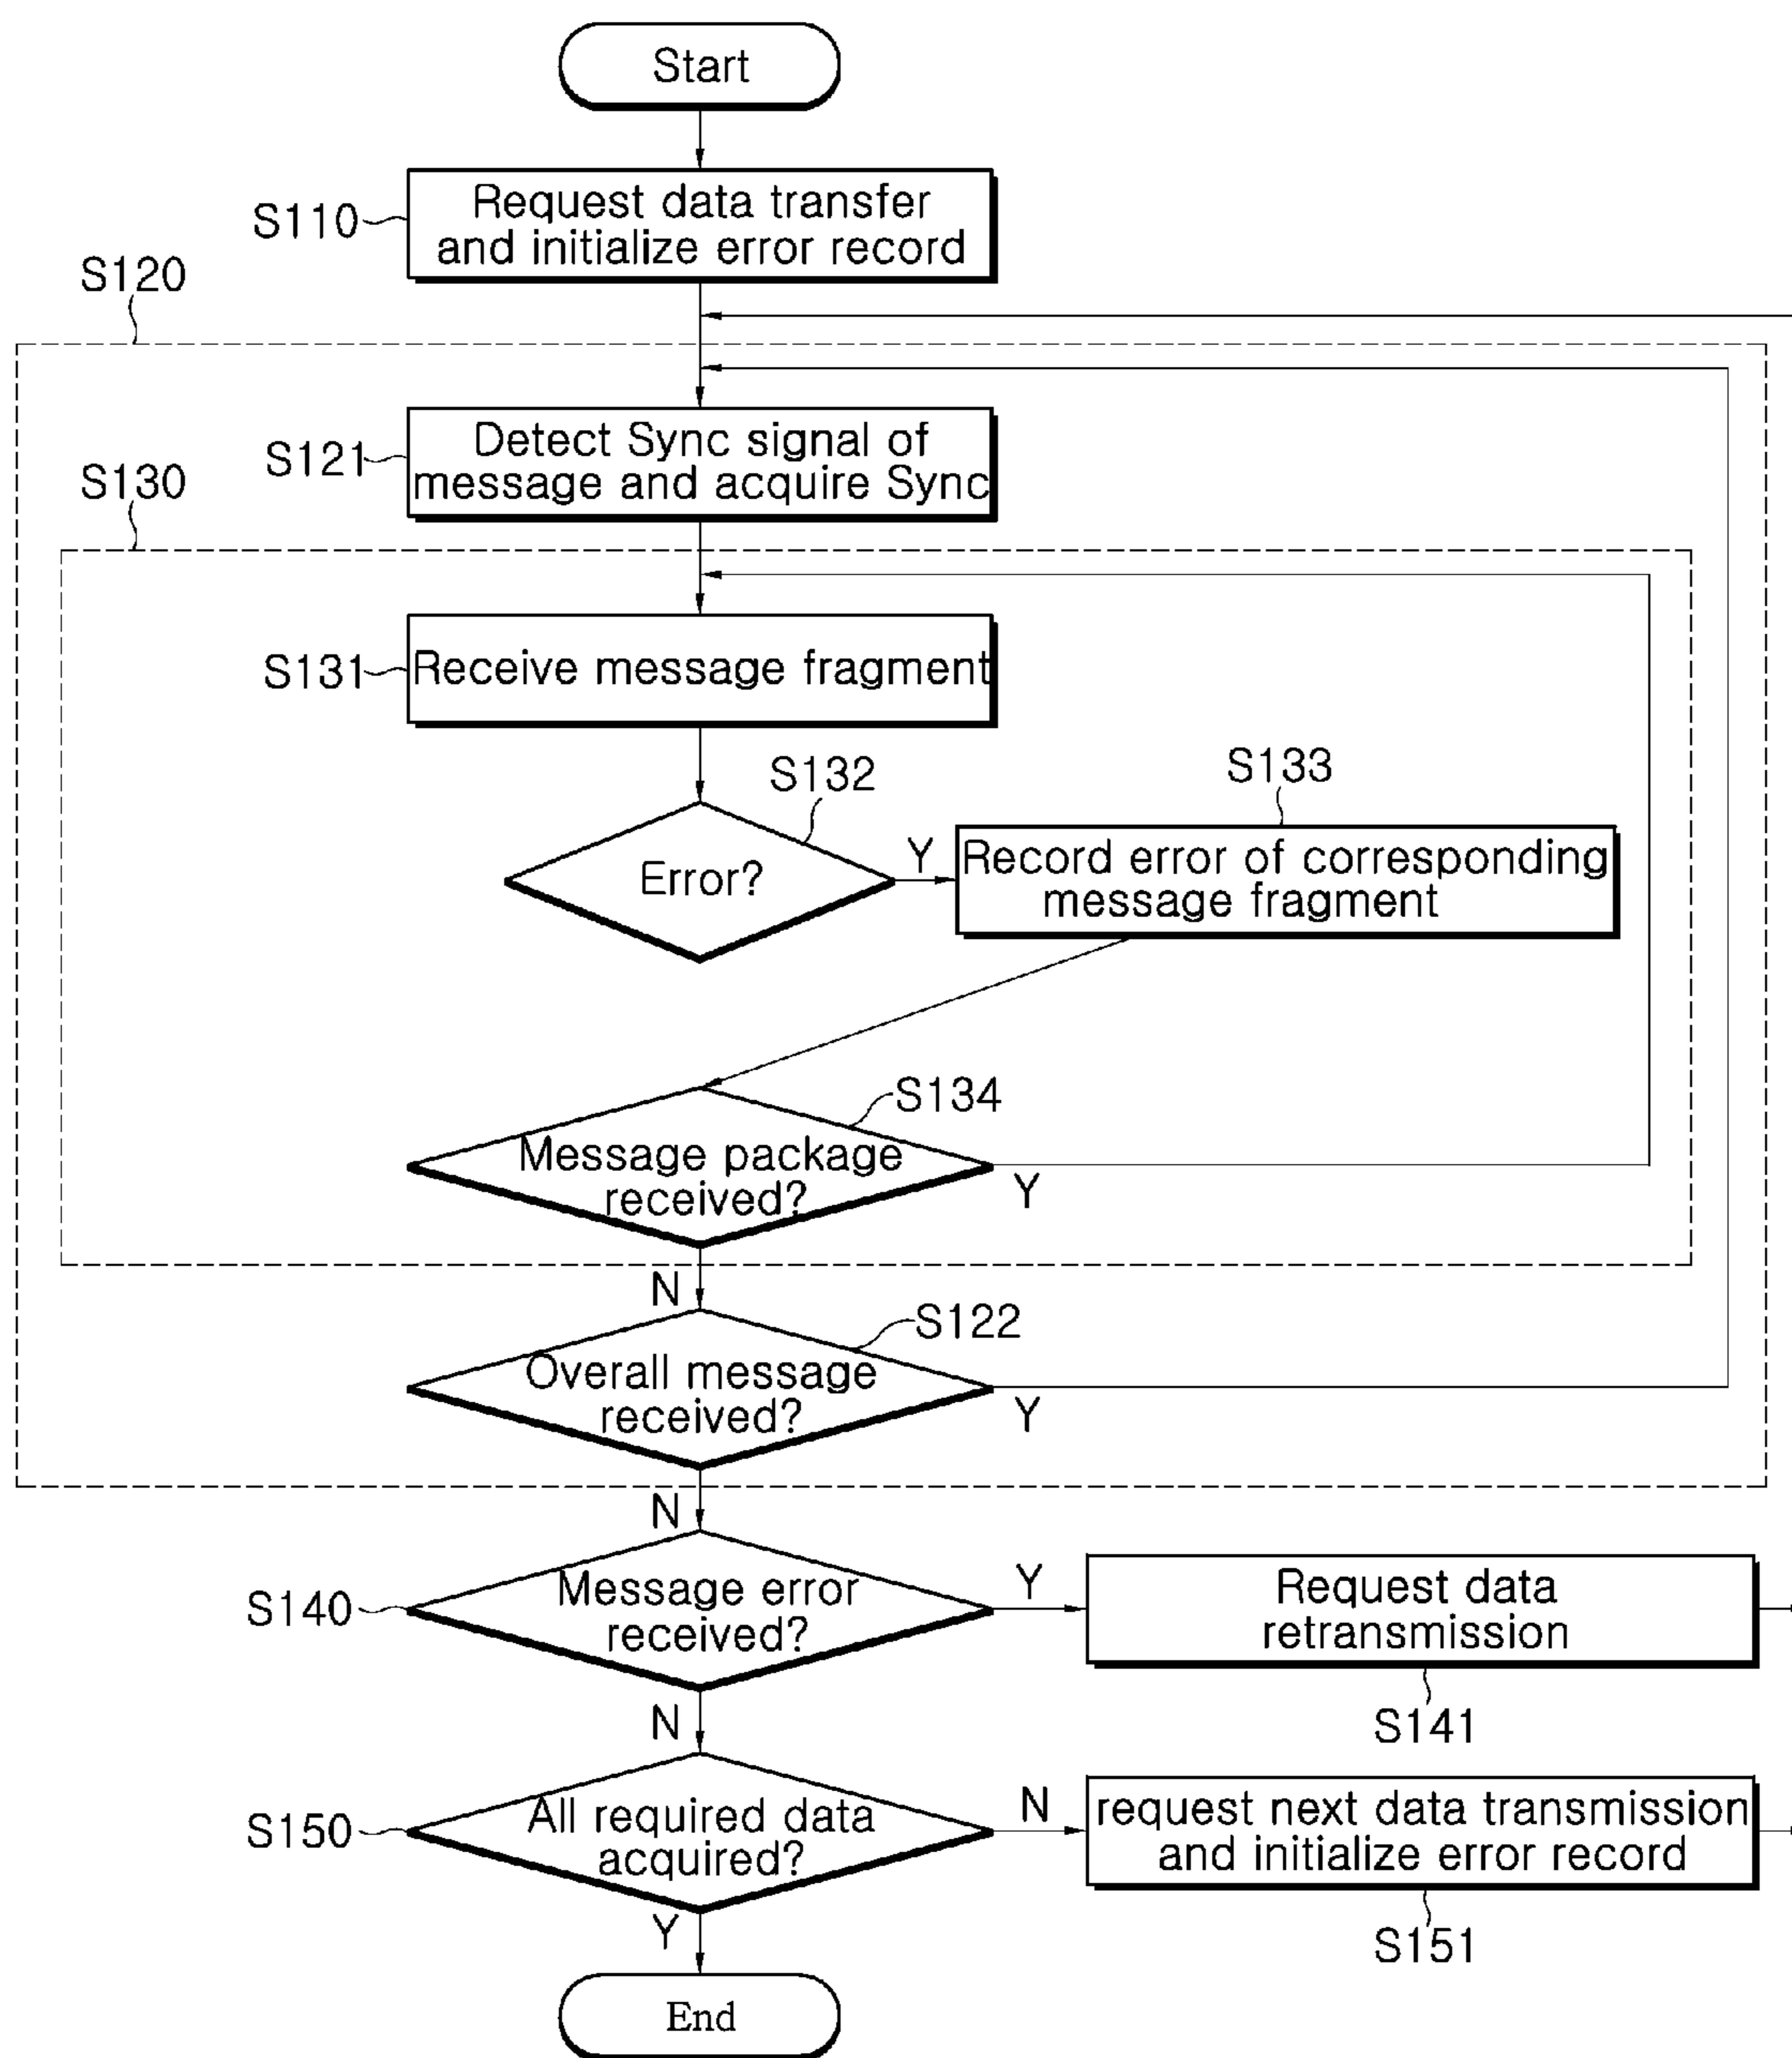 Start
S110
Request data transfer
and initialize error record
S120
S121
Detect Sync signal of
message and acquire Sync
S130
S131
Receive message fragment
S132
Error?
Y
S133
Record error of corresponding
message fragment
S134
Message package
received?
Y
N
S122
Overall message
received?
Y
N
S140
Message error
received?
Y
Request data
retransmission
S141
N
S150
All required data
acquired?
N
request next data transmission
and initialize error record
S151
Y
End